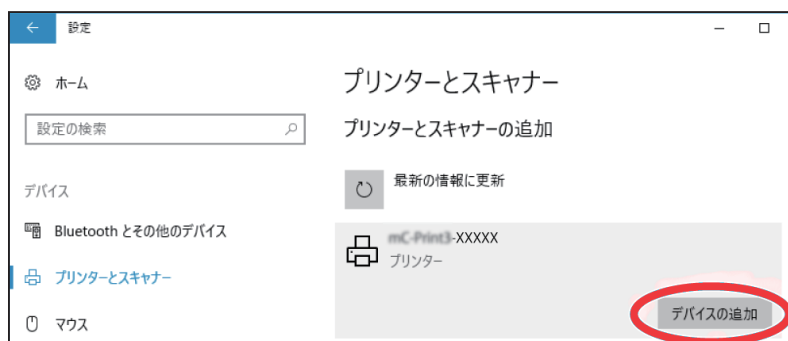 設定
ホーム
設定の検索
デバイス
Bluetooth とその他のデバイス
プリンターとスキャナー
マウス
プリンターとスキャナー
プリンターとスキャナーの追加
最新の情報に更新
mC-Print3-XXXXX
プリンター
デバイスの追加